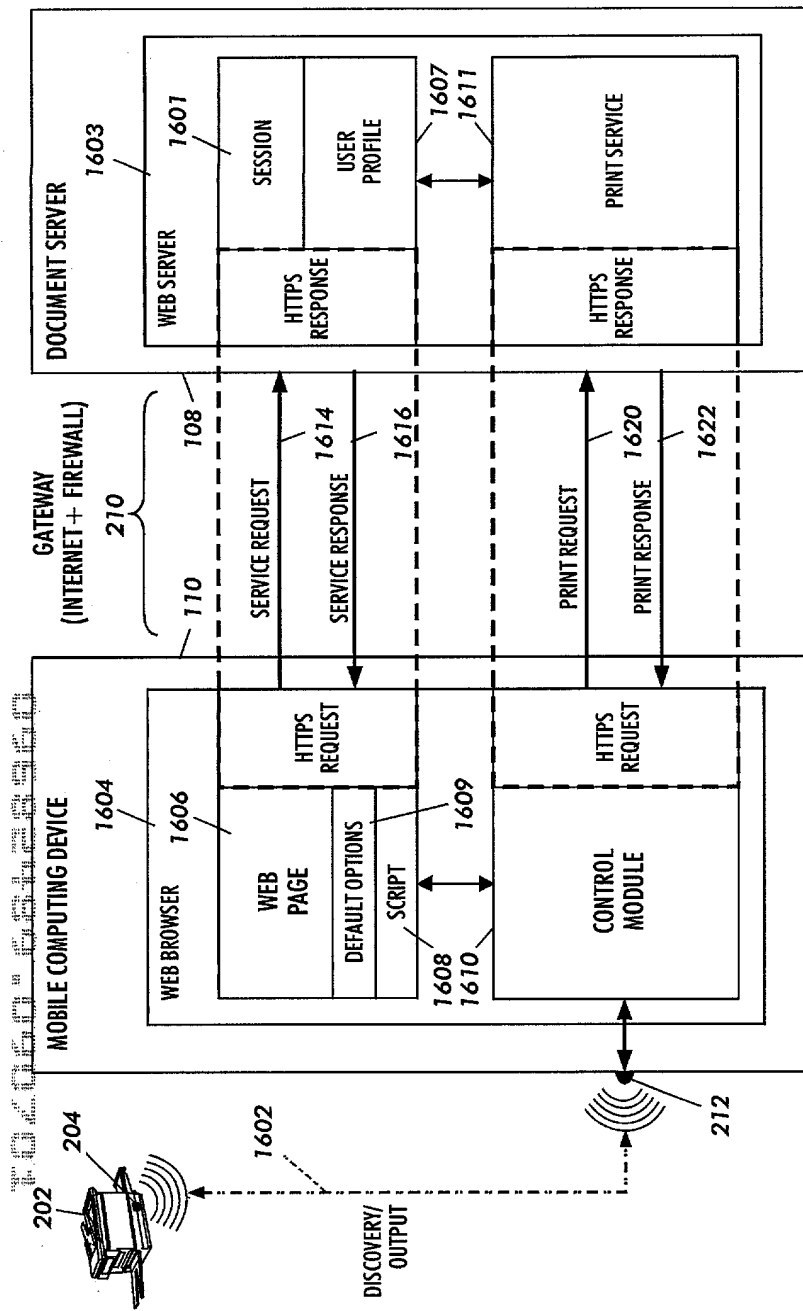 202
204
1602
DISCOVERY/
OUTPUT
212
MOBILE COMPUTING DEVICE
110
WEB BROWSER
1604
1606
WEB
PAGE
DEFAULT OPTIONS
SCRIPT
1609
HTTPS
REQUEST
1608
1610
CONTROL
MODULE
HTTPS
REQUEST
GATEWAY
(INTERNET + FIREWALL)
210
108
SERVICE REQUEST
1614
SERVICE RESPONSE
1616
PRINT REQUEST
1620
PRINT RESPONSE
1622
DOCUMENT SERVER
WEB SERVER
1603
1601
HTTPS
RESPONSE
SESSION
USER
PROFILE
1607
1611
HTTPS
RESPONSE
PRINT SERVICE